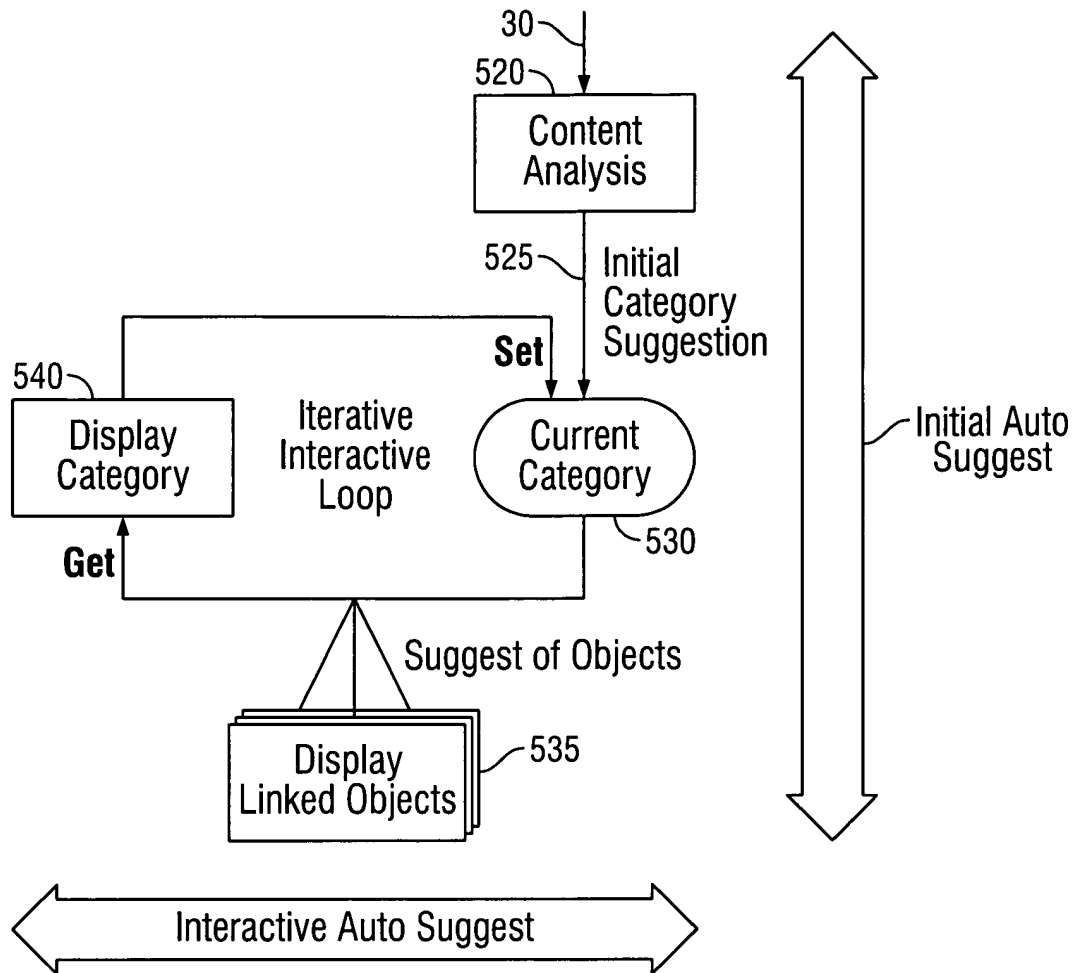 30
520
Content
Analysis
525
Initial
Category
Suggestion
Set
540
Display
Category
Iterative
Interactive
Loop
Current
Category
Initial Auto
Suggest
530
Get
Suggest of Objects
535
Display
Linked Objects
Interactive Auto Suggest